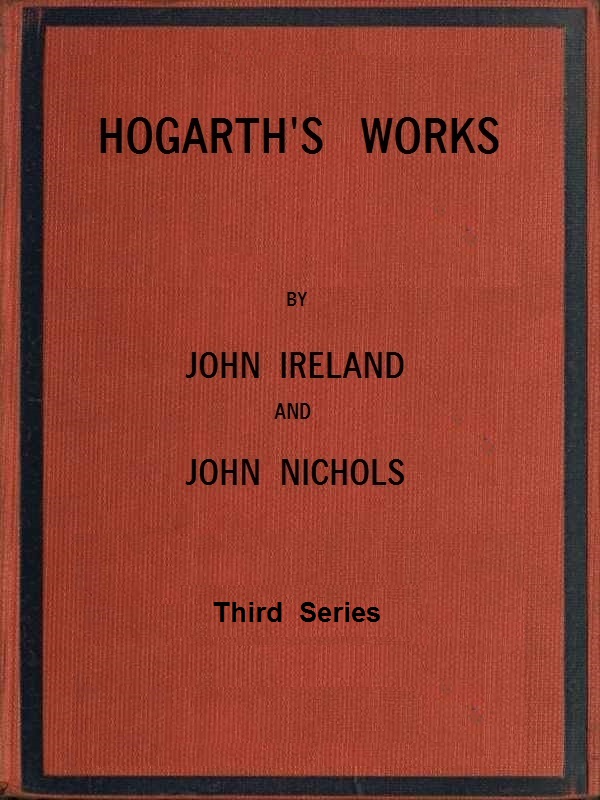 HOGARTH'S WORKS
BY
JOHN IRELAND
AND
JOHN NICHOLS
Third Series